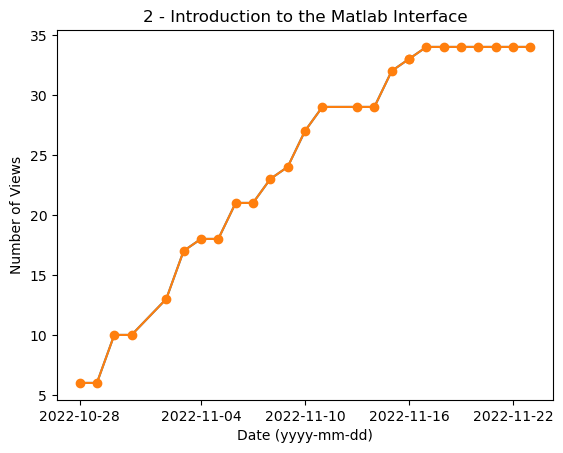 2 - Introduction to the Matlab Interface
35
30
25
20
15
10
5
Number of Views
2022-10-28 2022-11-04 2022-11-10 2022-11-16 2022-11-22
Date (yyyy-mm-dd)